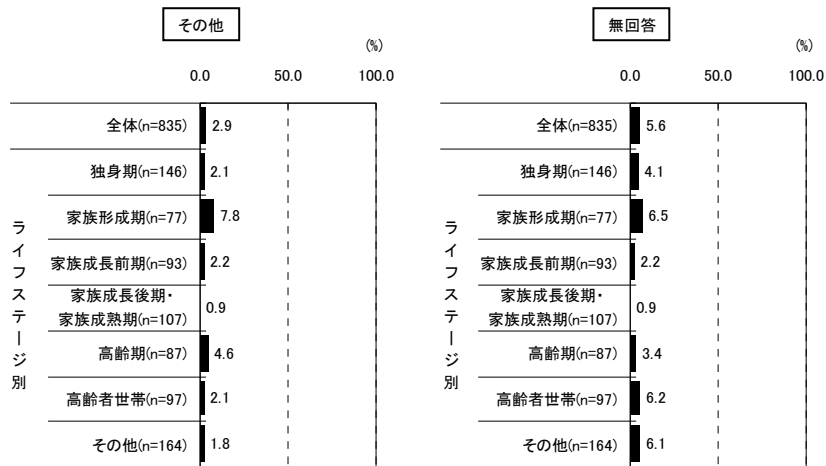 その他
(%)
0.0 50.0 100.0
全体(n=835) 2.9
独身期(n=146) 2.1
家族形成期(n=77) 7.8
家族成長前期(n=93) 2.2
家族成長後期・
家族成熟期(n=107) 0.9
高齢期(n=87) 4.6
高齢者世帯(n=97) 2.1
その他(n=164) 1.8
ライフステージ別
無回答
(%)
0.0 50.0 100.0
全体(n=835) 5.6
独身期(n=146) 4.1
家族形成期(n=77) 6.5
家族成長前期(n=93) 2.2
家族成長後期・
家族成熟期(n=107) 0.9
高齢期(n=87) 3.4
高齢者世帯(n=97) 6.2
その他(n=164) 6.1
ライフステージ別